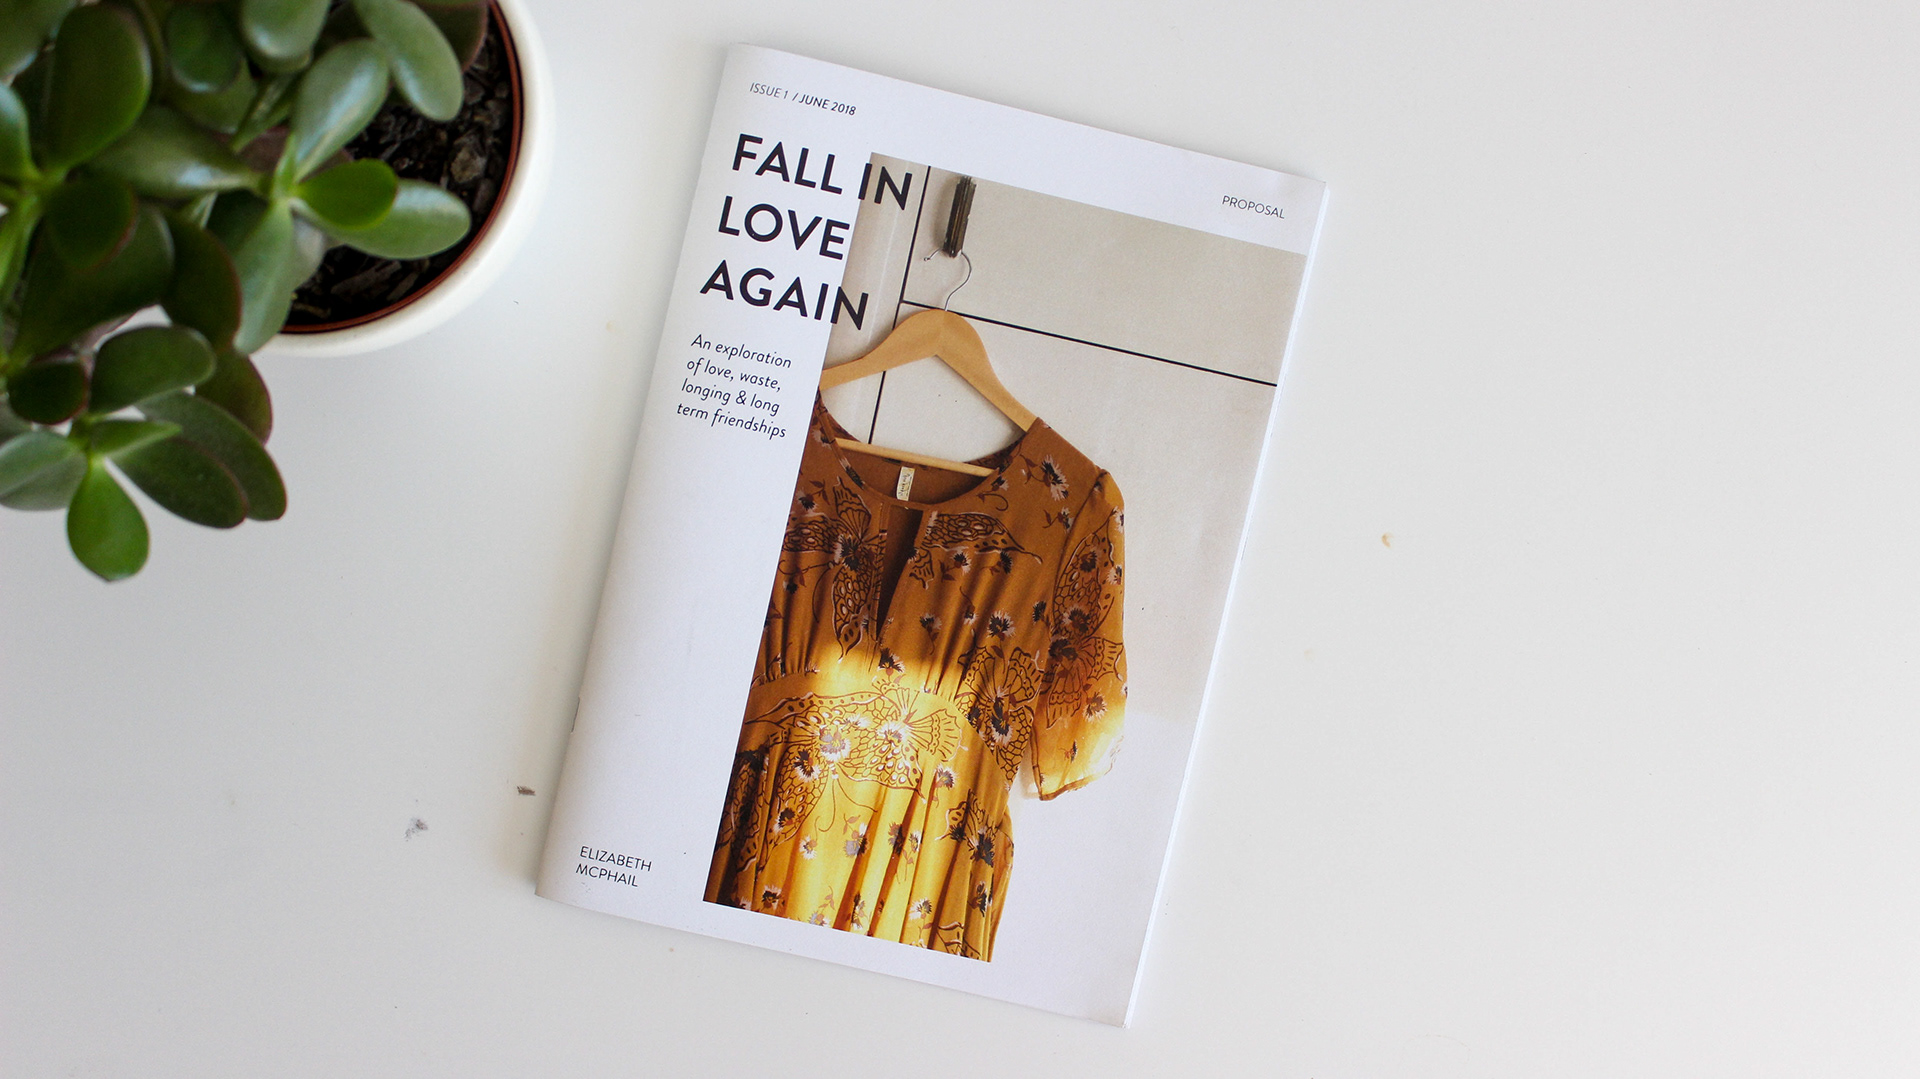 ISSUE 1 / JUNE 2018
PROPOSAL
FALL IN
LOVE
AGAIN
An exploration
of love, waste,
longing & long
term friendships
ELIZABETH
MCPHAIL